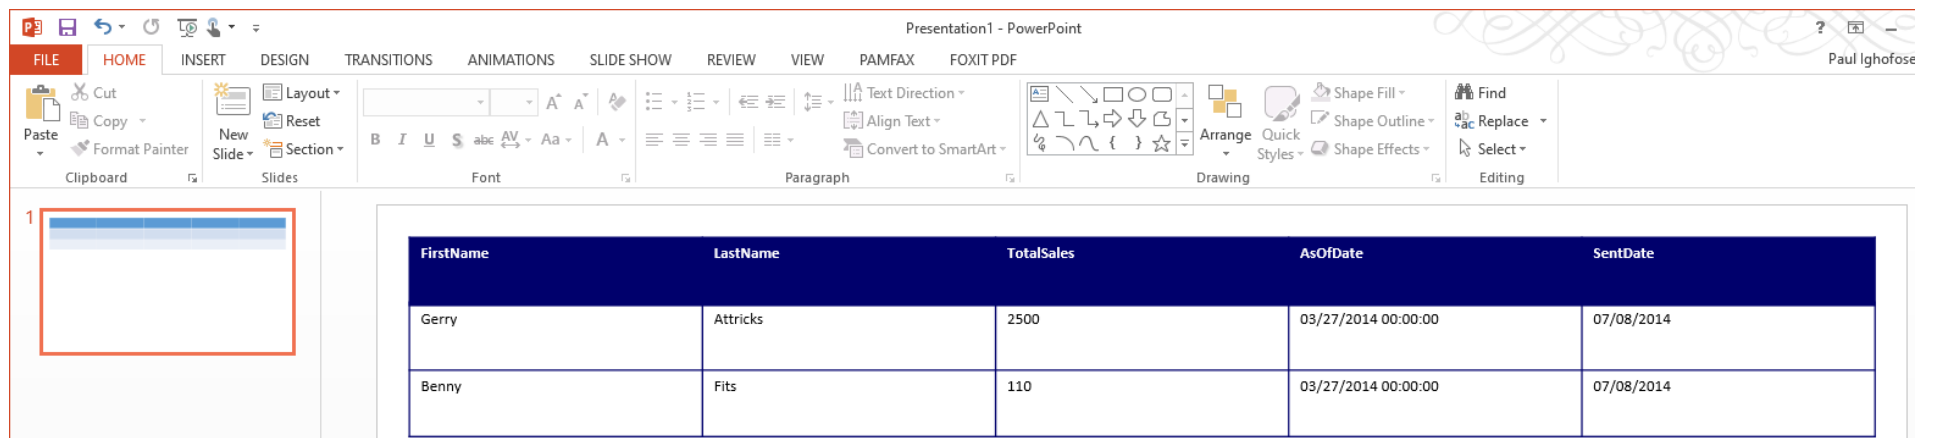 Presentation1 - PowerPoint ?
FILE HOME INSERT DESIGN TRANSITIONS ANIMATIONS SLIDE SHOW REVIEW VIEW PAMFAX FOXIT PDF Paul Ighofose
Cut
Copy
Format Painter
Paste
Clipboard
New
Slide
Layout
Reset
Section
Slides
B I U S abc AV Aa A
Font
Text Direction
Align Text
Convert to SmartArt
Paragraph
Arrange
Quick
Styles
Shape Fill
Shape Outline
Shape Effects
Drawing
Find
Replace
Select
Editing
1
FirstName LastName TotalSales AsOfDate SentDate
Gerry Attricks 2500 03/27/2014 00:00:00 07/08/2014
Benny Fits 110 03/27/2014 00:00:00 07/08/2014